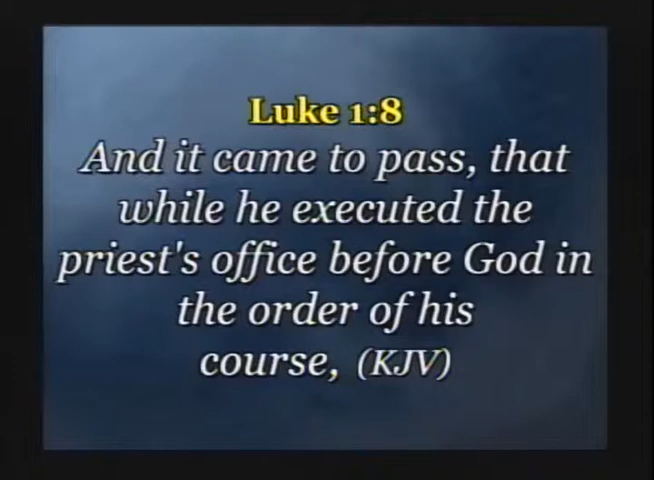 Luke 1:8
And it came to pass, that
while he executed the
priest's office before God in
the order of his
course, (KJV)